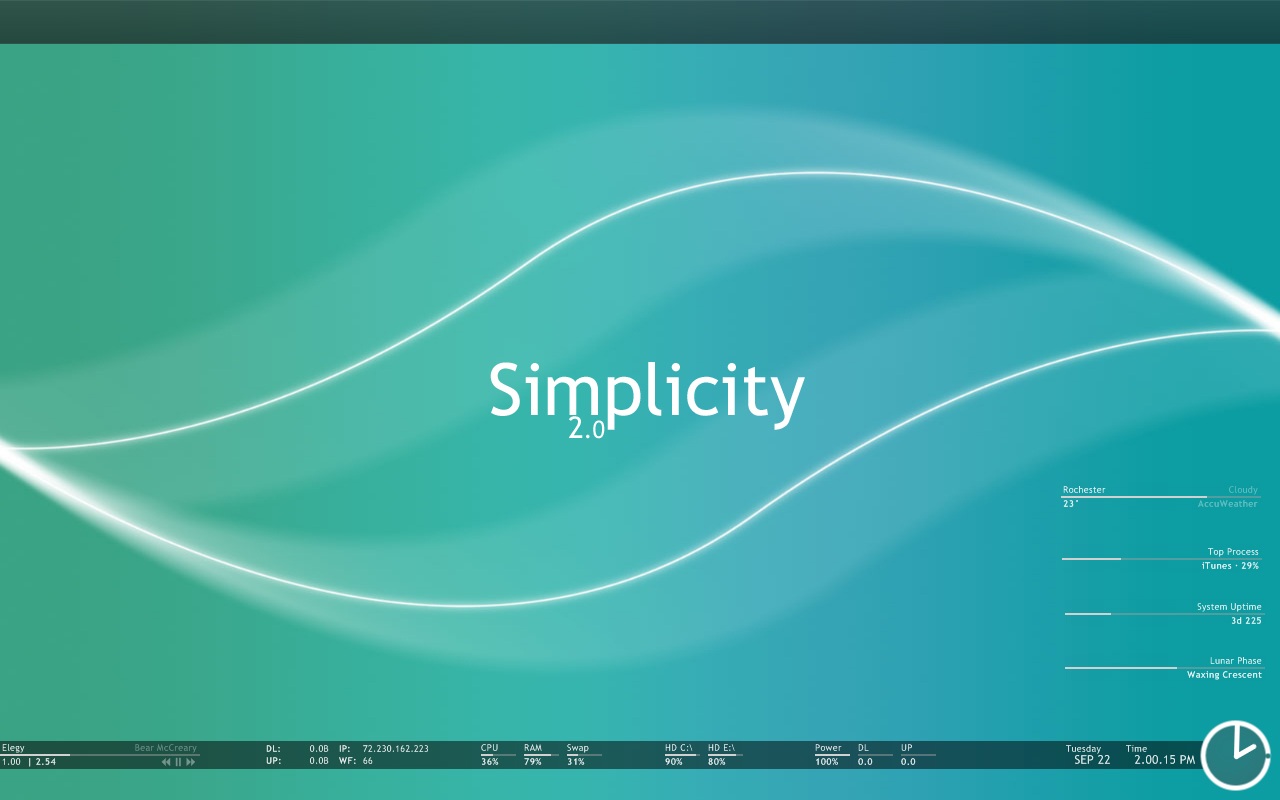 Simplicity
2.0
Rochester Cloudy
23° AccuWeather
Top Process
iTunes · 29%
System Uptime
3d 225
Lunar Phase
Waxing Crescent
Elegy Bear McCreary
1.00 | 2.54
DL: 0.0B IP: 72.230.162.223
UP: 0.0B WF: 66
CPU RAM Swap
36% 79% 31%
HD C:\ HD E:\
90% 80%
Power DL UP
100% 0.0 0.0
Tuesday Time
SEP 22 2.00.15 PM